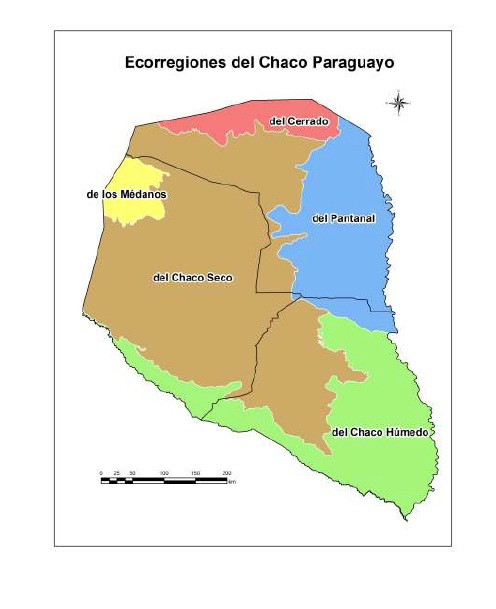 Ecorregiones del Chaco Paraguayo
del Cerrado
de los Médanos
del Pantanal
del Chaco Seco
del Chaco Húmedo
0 25 50 100 150 200
km